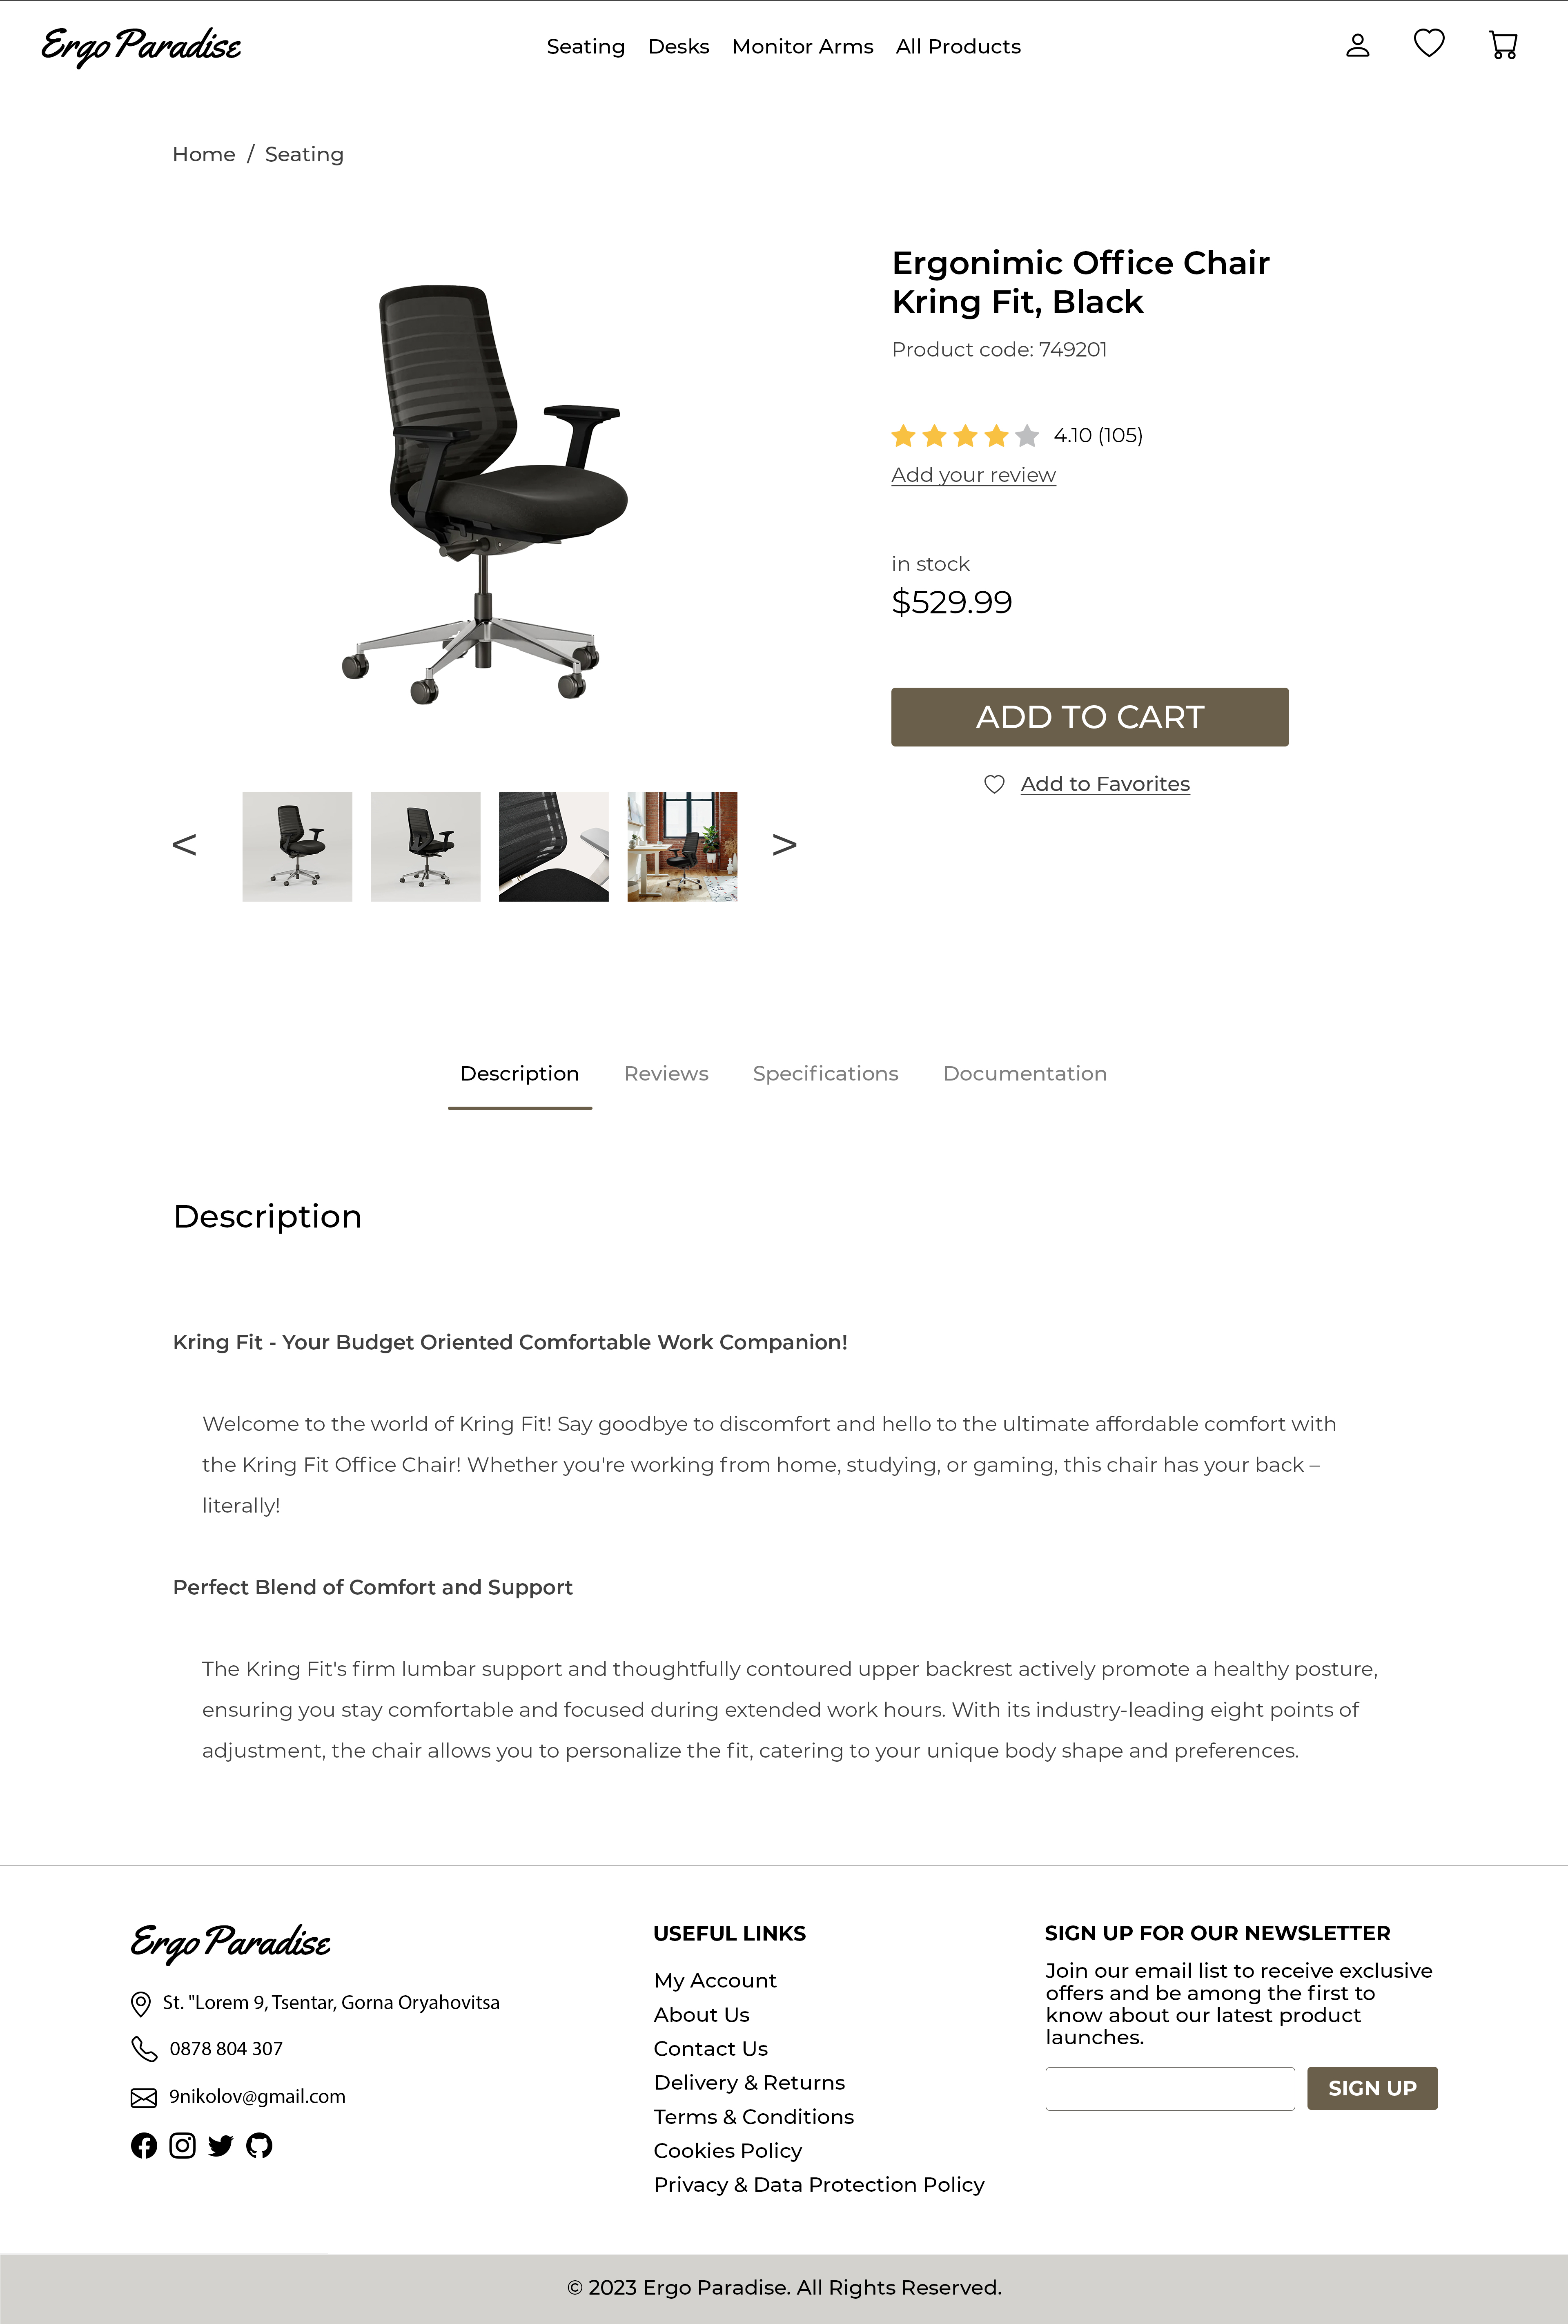 Ergo Paradise
Seating Desks Monitor Arms All Products
Home / Seating
Ergonimic Office Chair
Kring Fit, Black
Product code: 749201
4.10 (105)
Add your review
in stock
$529.99
ADD TO CART
Add to Favorites
< >
Description Reviews Specifications Documentation
Description
Kring Fit - Your Budget Oriented Comfortable Work Companion!
Welcome to the world of Kring Fit! Say goodbye to discomfort and hello to the ultimate affordable comfort with
the Kring Fit Office Chair! Whether you're working from home, studying, or gaming, this chair has your back –
literally!
Perfect Blend of Comfort and Support
The Kring Fit's firm lumbar support and thoughtfully contoured upper backrest actively promote a healthy posture,
ensuring you stay comfortable and focused during extended work hours. With its industry-leading eight points of
adjustment, the chair allows you to personalize the fit, catering to your unique body shape and preferences.
Ergo Paradise
St. "Lorem 9, Tsentar, Gorna Oryahovitsa
0878 804 307
9nikolov@gmail.com
USEFUL LINKS
My Account
About Us
Contact Us
Delivery & Returns
Terms & Conditions
Cookies Policy
Privacy & Data Protection Policy
SIGN UP FOR OUR NEWSLETTER
Join our email list to receive exclusive
offers and be among the first to
know about our latest product
launches.
SIGN UP
© 2023 Ergo Paradise. All Rights Reserved.